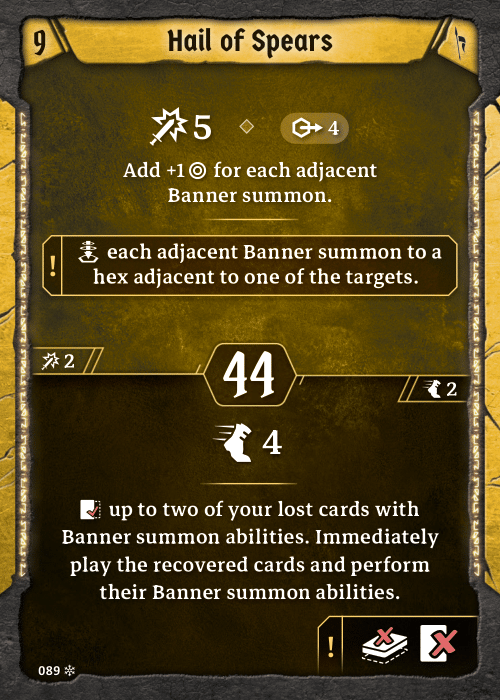 9
Hail of Spears
5
4
Add +1 for each adjacent
Banner summon.
! each adjacent Banner summon to a
hex adjacent to one of the targets.
2
44
2
4
up to two of your lost cards with
Banner summon abilities. Immediately
play the recovered cards and perform
their Banner summon abilities.
!
089